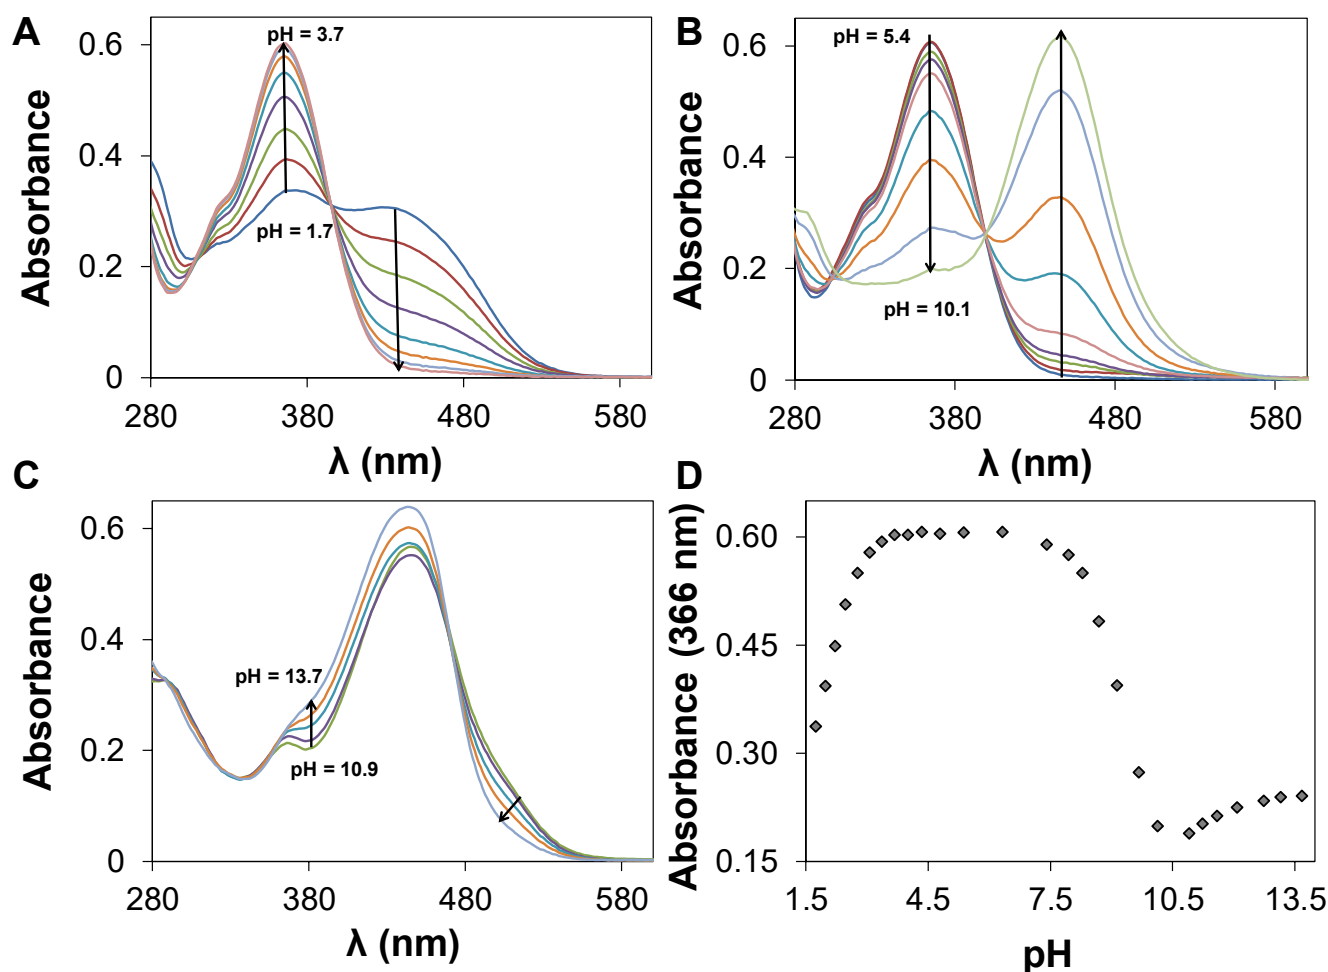 A
Absorbance
0.6
0.4
0.2
0
pH = 3.7
pH = 1.7
280
380
480
580
λ (nm)
B
Absorbance
0.6
0.4
0.2
0
pH = 5.4
pH = 10.1
280
380
480
580
λ (nm)
C
Absorbance
0.6
0.4
0.2
0
pH = 13.7
pH = 10.9
280
380
480
580
λ (nm)
D
Absorbance (366 nm)
0.60
0.45
0.30
0.15
1.5
4.5
7.5
10.5
13.5
pH